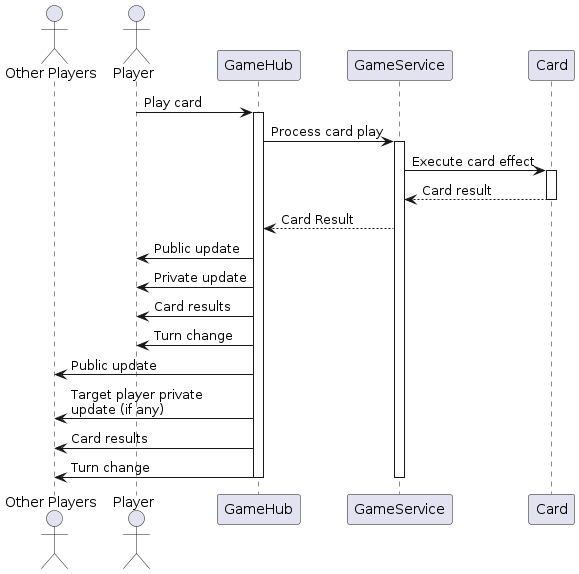 Other Players
Player
GameHub
GameService
Card
Play card
Process card play
Execute card effect
Card result
Card Result
Public update
Private update
Card results
Turn change
Public update
Target player private
update (if any)
Card results
Turn change
Other Players
Player
GameHub
GameService
Card